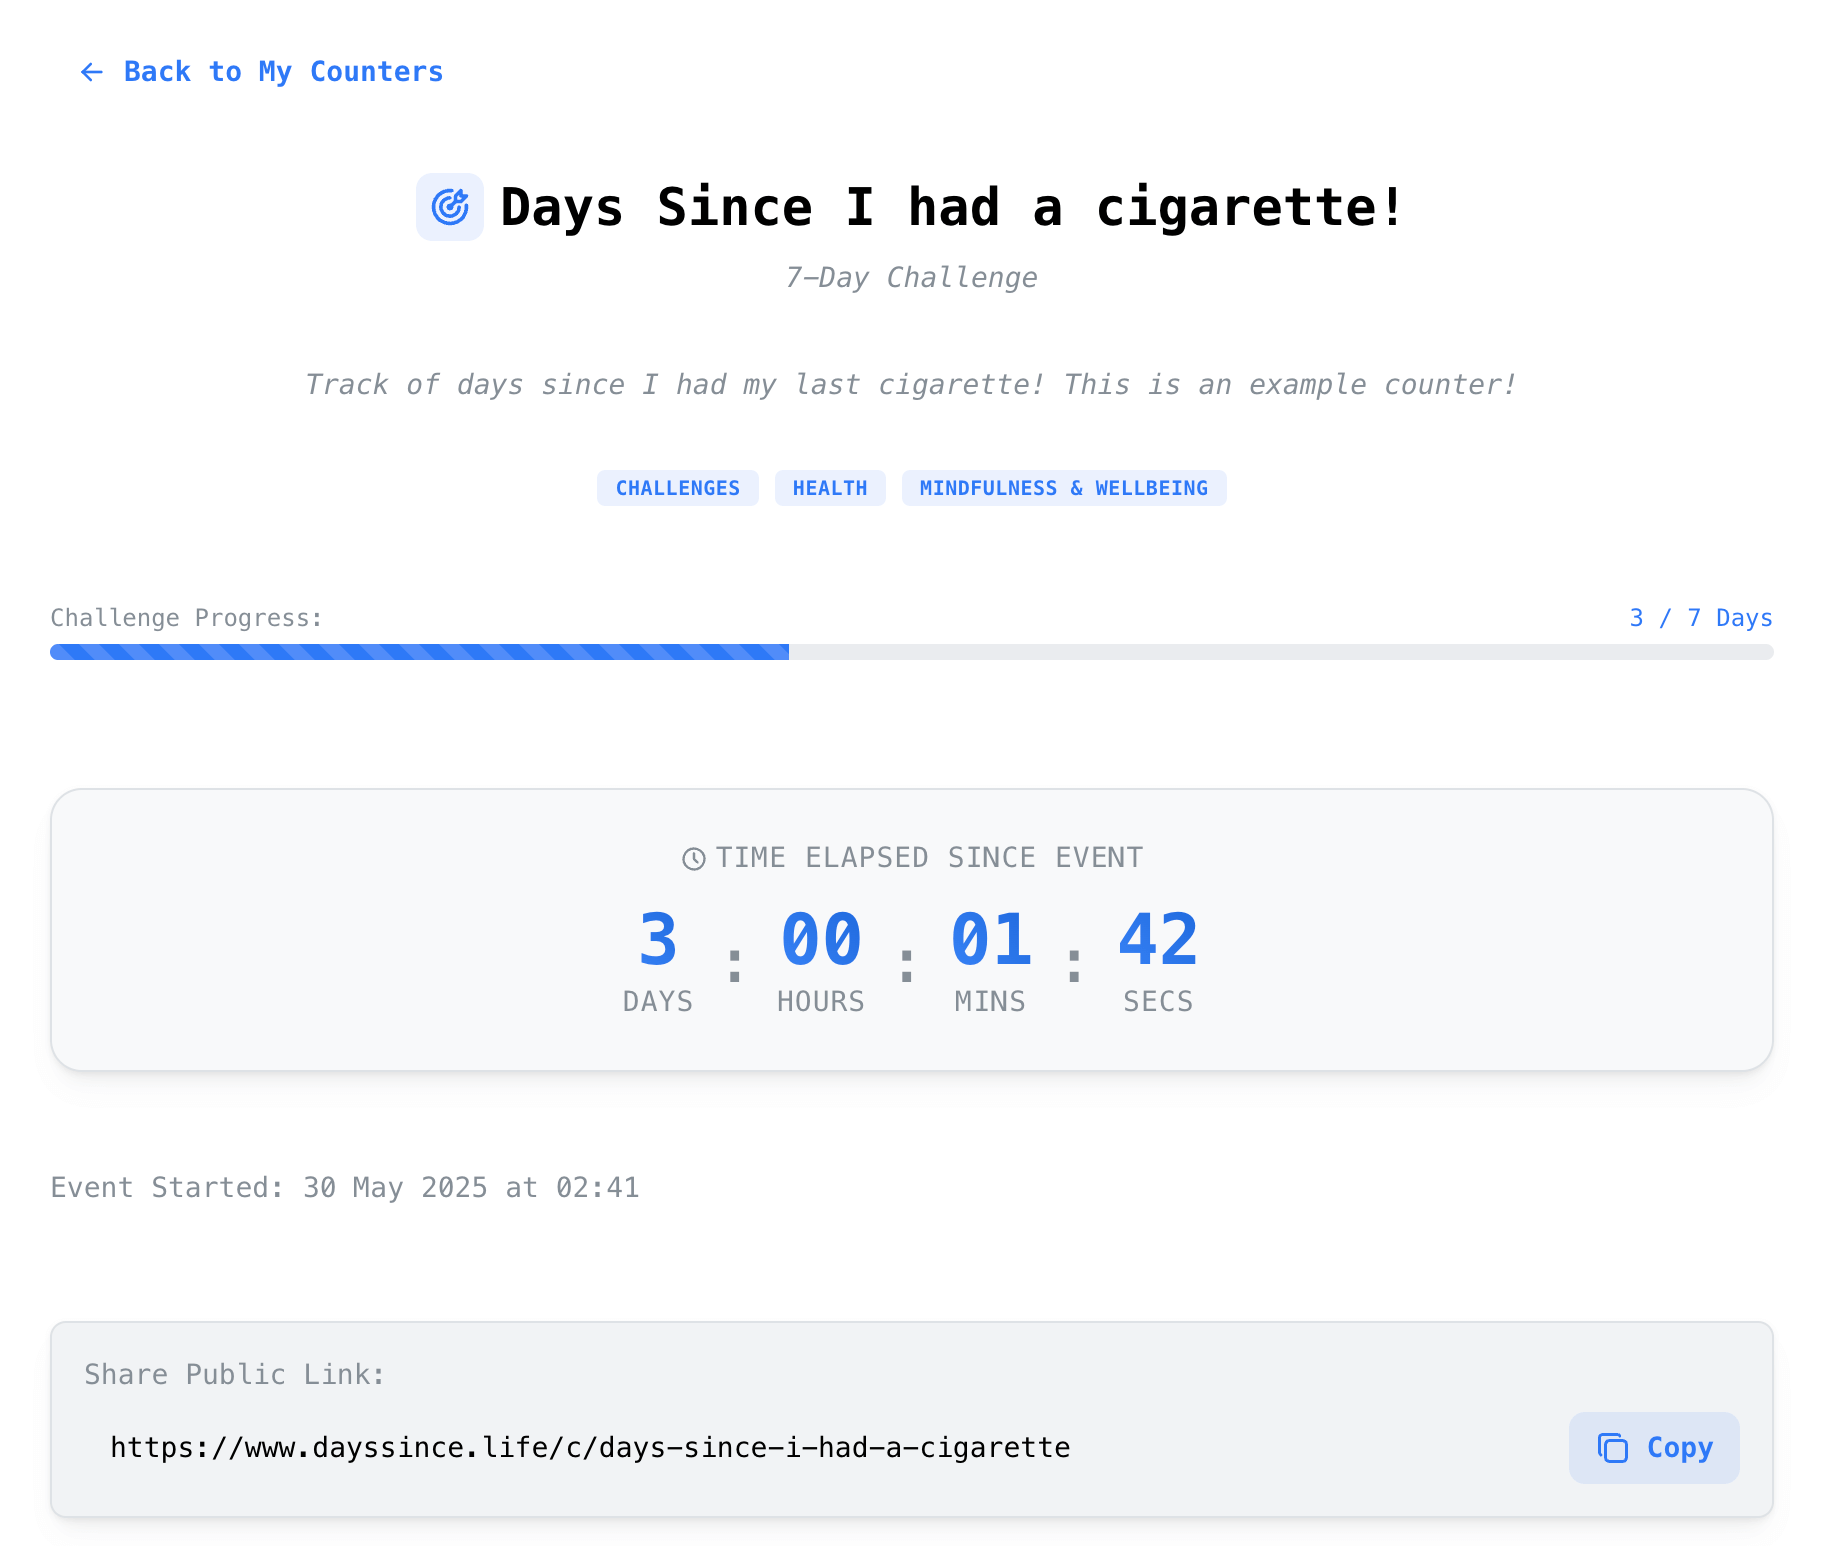 Back to My Counters
Days Since I had a cigarette!
7-Day Challenge
Track of days since I had my last cigarette! This is an example counter!
CHALLENGES HEALTH MINDFULNESS & WELLBEING
Challenge Progress: 3 / 7 Days
TIME ELAPSED SINCE EVENT
3 : 00 : 01 : 42
DAYS HOURS MINS SECS
Event Started: 30 May 2025 at 02:41
Share Public Link:
https://www.dayssince.life/c/days-since-i-had-a-cigarette Copy